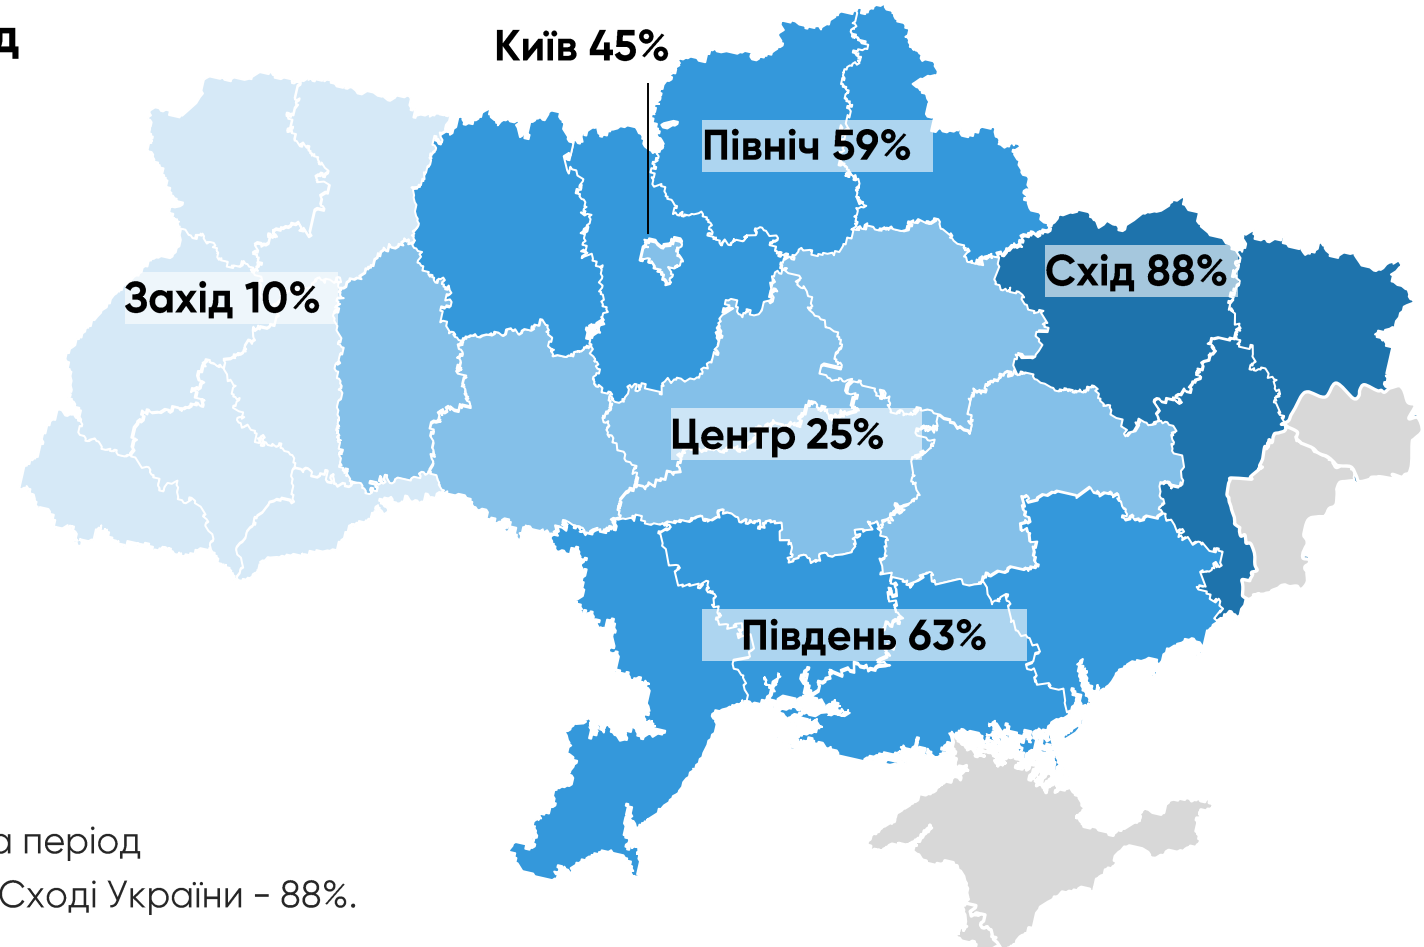 д
Київ 45%
Північ 59%
Схід 88%
Захід 10%
Центр 25%
Південь 63%
а період
Сході України - 88%.